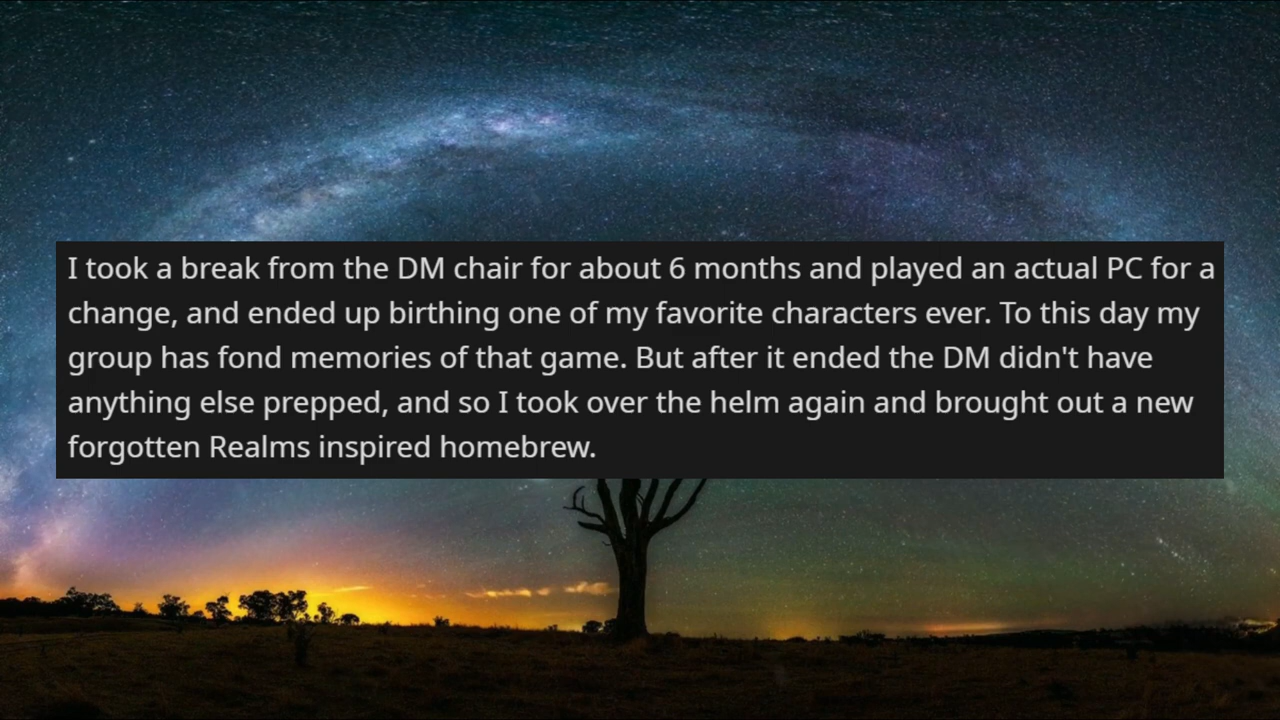 I took a break from the DM chair for about 6 months and played an actual PC for a
change, and ended up birthing one of my favorite characters ever. To this day my
group has fond memories of that game. But after it ended the DM didn't have
anything else prepped, and so I took over the helm again and brought out a new
forgotten Realms inspired homebrew.